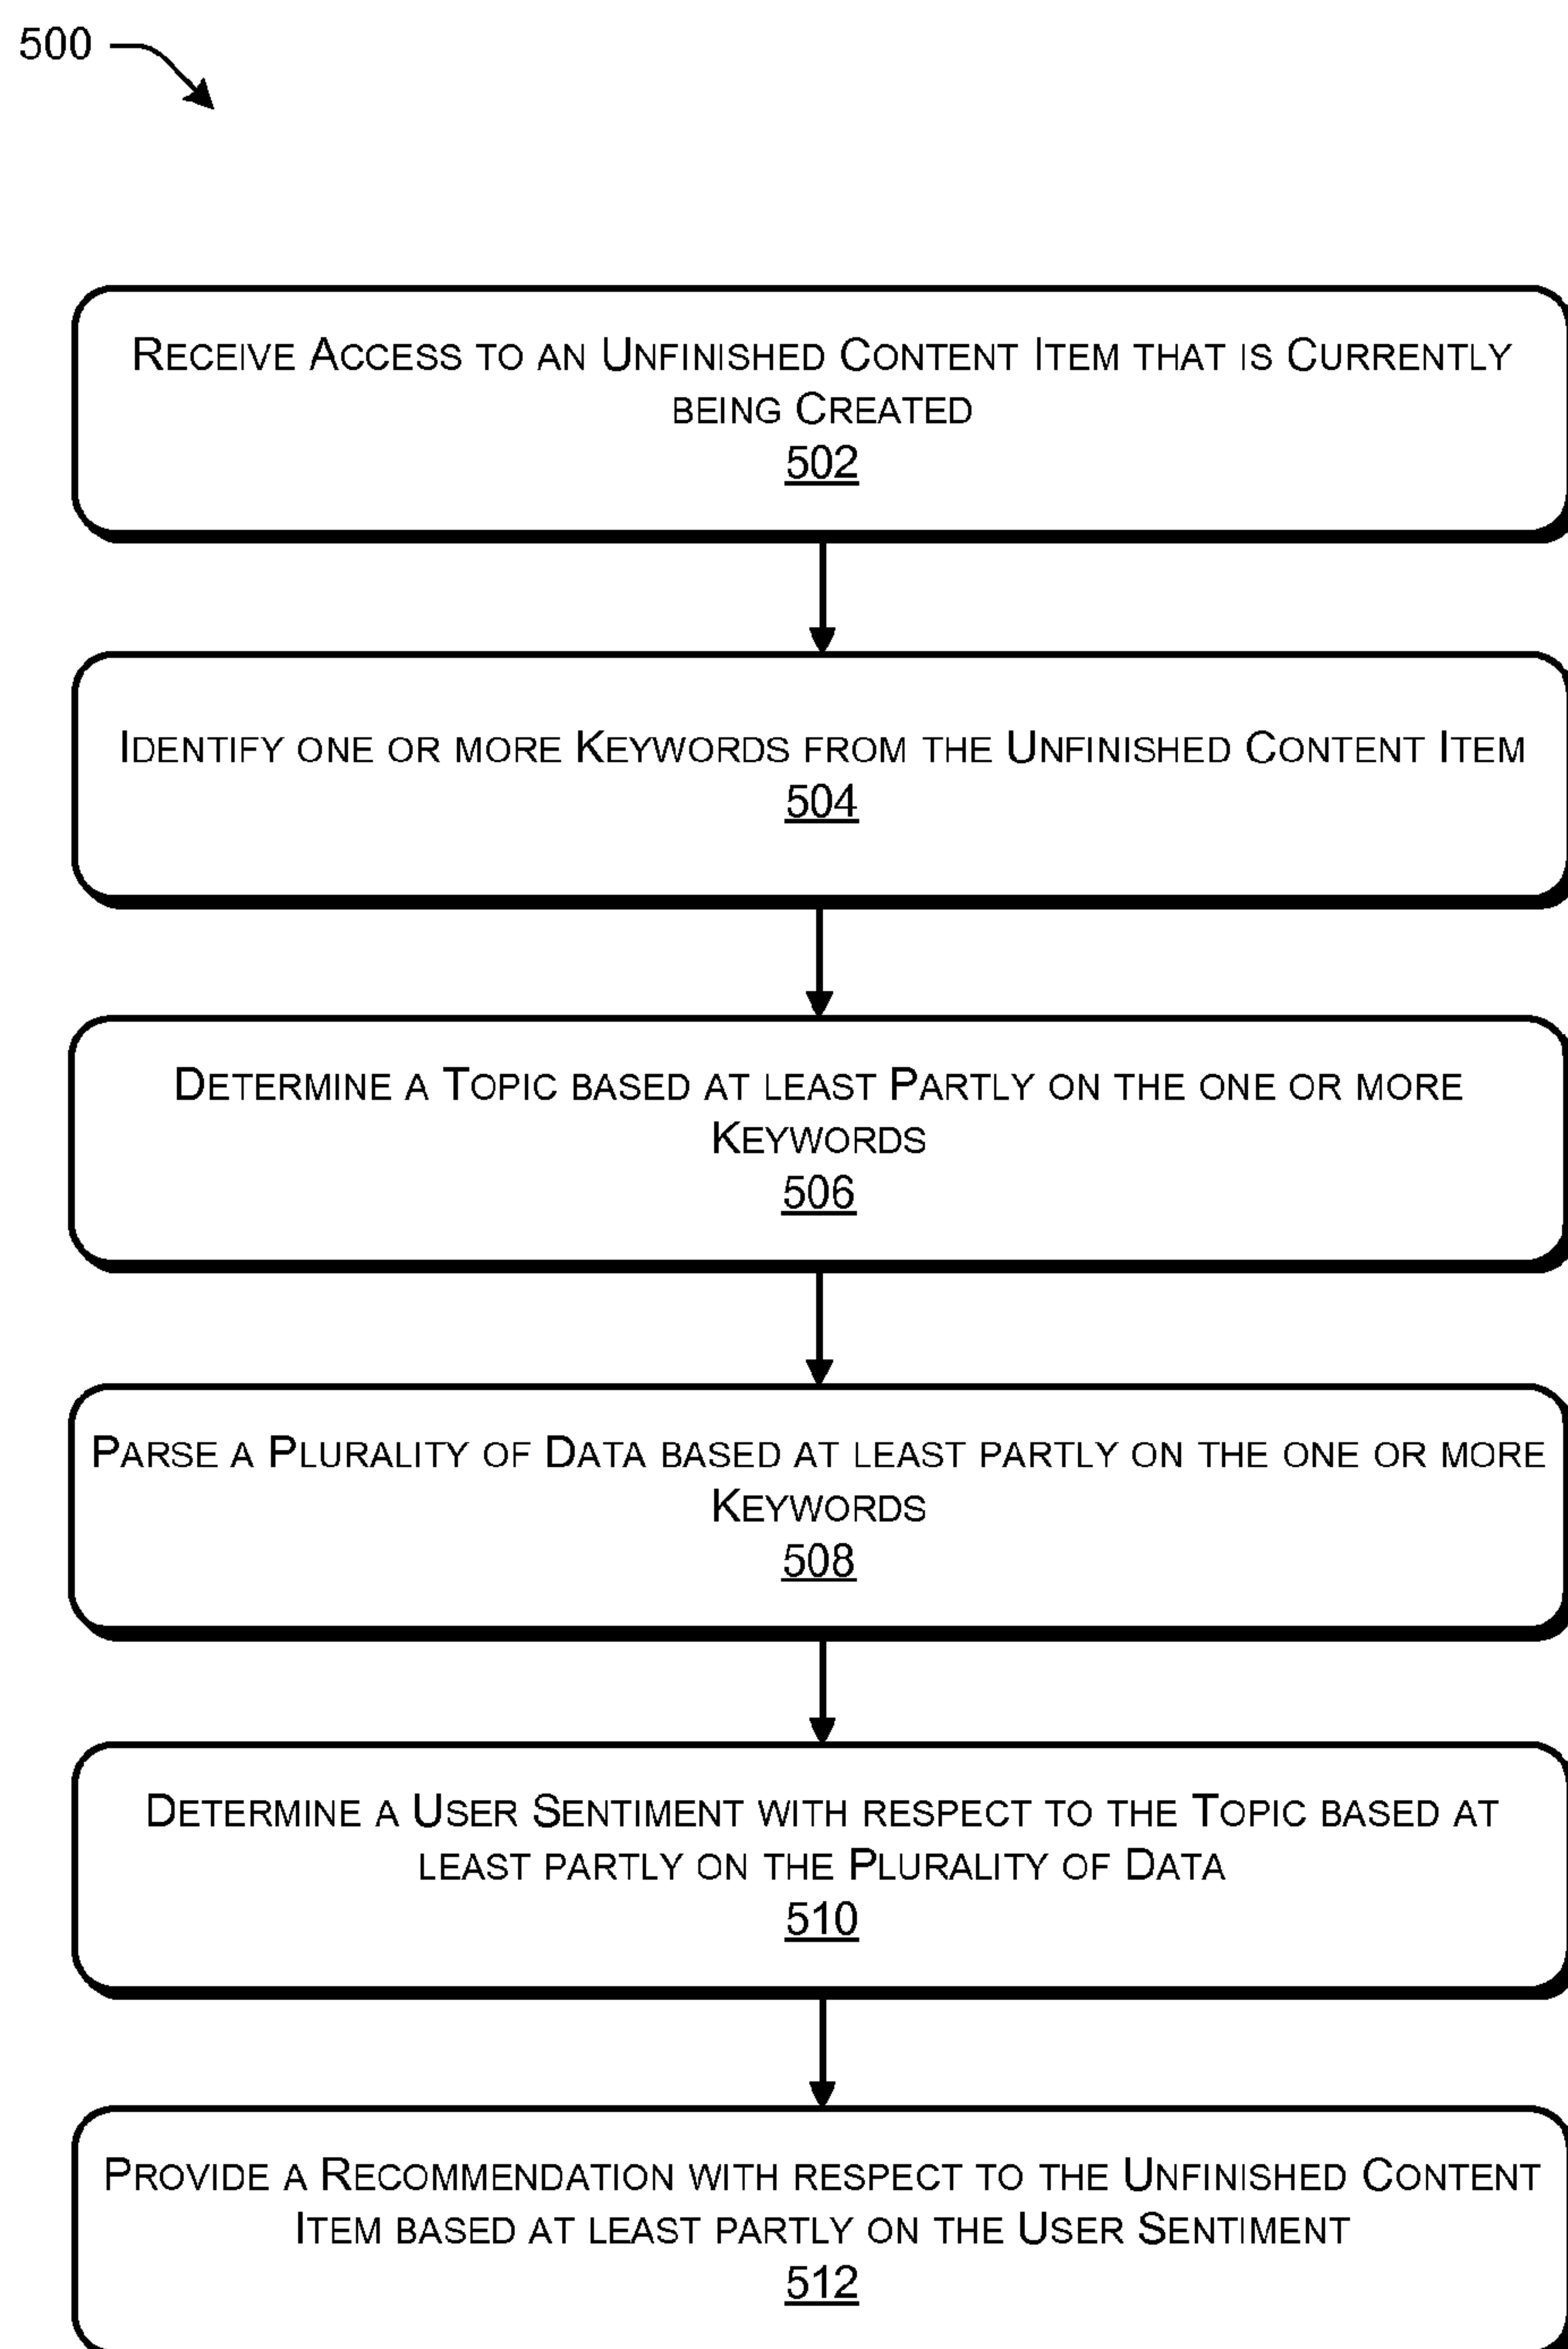 500
Receive Access to an Unfinished Content Item that is Currently
being Created
502
Identify one or more Keywords from the Unfinished Content Item
504
Determine a Topic based at least Partly on the one or more
Keywords
506
Parse a Plurality of Data based at least partly on the one or more
Keywords
508
Determine a User Sentiment with respect to the Topic based at
least partly on the Plurality of Data
510
Provide a Recommendation with respect to the Unfinished Content
Item based at least partly on the User Sentiment
512